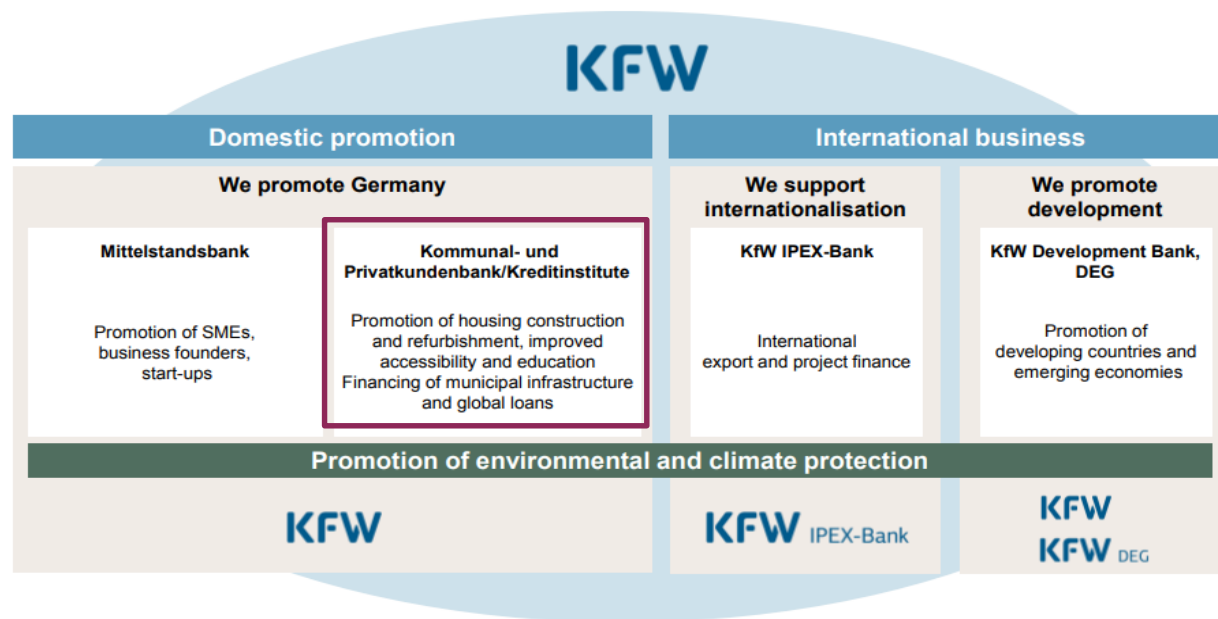 KFW
Domestic promotion
International business
We promote Germany
Mittelstandsbank
Promotion of SMEs,
business founders,
start-ups
Kommunal- und
Privatkundenbank/Kreditinstitute
Promotion of housing construction
and refurbishment, improved
accessibility and education
Financing of municipal infrastructure
and global loans
We support
internationalisation
KfW IPEX-Bank
International
export and project finance
We promote
development
KfW Development Bank,
DEG
Promotion of
developing countries and
emerging economies
Promotion of environmental and climate protection
KFW
KFW IPEX-Bank
KFW
KFW DEG